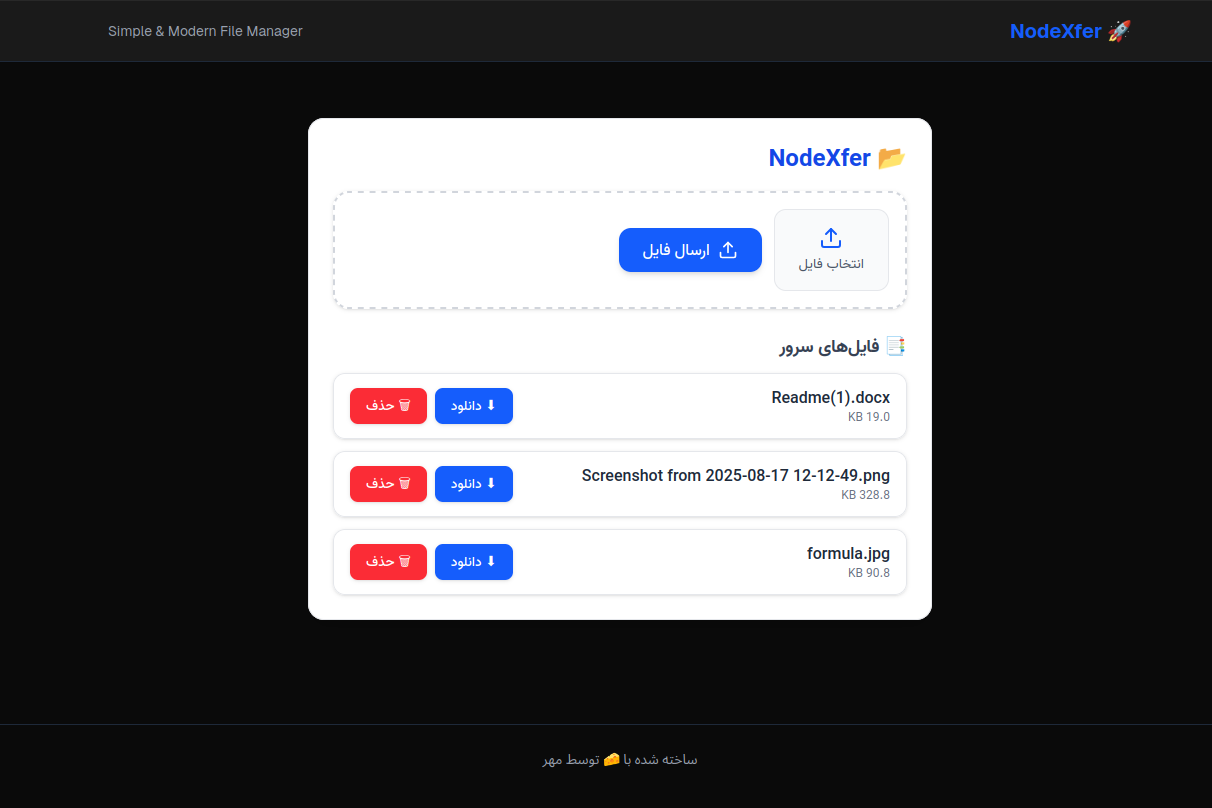 NodeXfer 🚀
Simple & Modern File Manager
📂 NodeXfer
انتخاب فایل
ارسال فایل
📑 فایل‌های سرور
Readme(1).docx
KB 19.0
⬇ دانلود
🗑 حذف
Screenshot from 2025-08-17 12-12-49.png
KB 328.8
⬇ دانلود
🗑 حذف
formula.jpg
KB 90.8
⬇ دانلود
🗑 حذف
ساخته شده با 🧀 توسط مهر